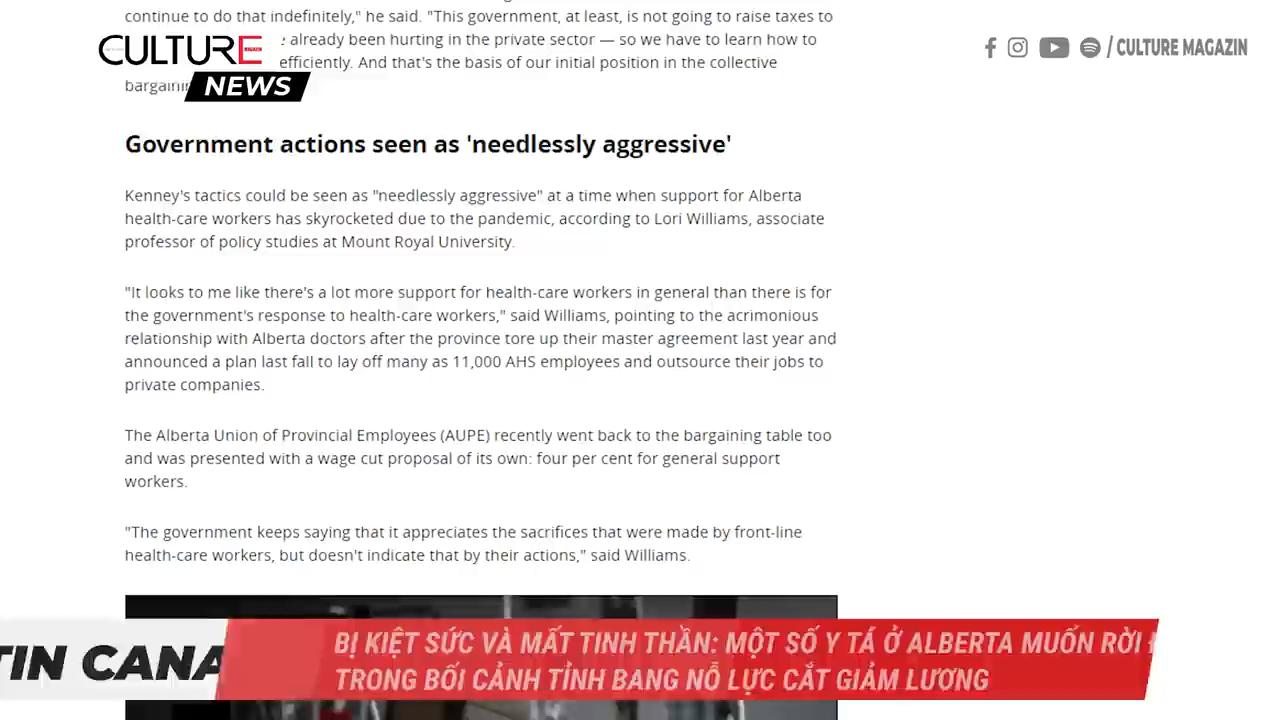 continue to do that indefinitely," he said. "This government, at least, is not going to raise taxes to
already been hurting in the private sector — so we have to learn how to
efficiently. And that's the basis of our initial position in the collective
CULTURE
NEWS
/ CULTURE MAGAZIN
Government actions seen as 'needlessly aggressive'
Kenney's tactics could be seen as "needlessly aggressive" at a time when support for Alberta
health-care workers has skyrocketed due to the pandemic, according to Lori Williams, associate
professor of policy studies at Mount Royal University.
"It looks to me like there's a lot more support for health-care workers in general than there is for
the government's response to health-care workers," said Williams, pointing to the acrimonious
relationship with Alberta doctors after the province tore up their master agreement last year and
announced a plan last fall to lay off many as 11,000 AHS employees and outsource their jobs to
private companies.
The Alberta Union of Provincial Employees (AUPE) recently went back to the bargaining table too
and was presented with a wage cut proposal of its own: four per cent for general support
workers.
"The government keeps saying that it appreciates the sacrifices that were made by front-line
health-care workers, but doesn't indicate that by their actions," said Williams.
TIN CANA
BỊ KIỆT SỨC VÀ MẤT TINH THẦN: MỘT SỐ Y TÁ Ở ALBERTA MUỐN RỜI
TRONG BỐI CẢNH TỈNH BANG NỖ LỰC CẮT GIẢM LƯƠNG